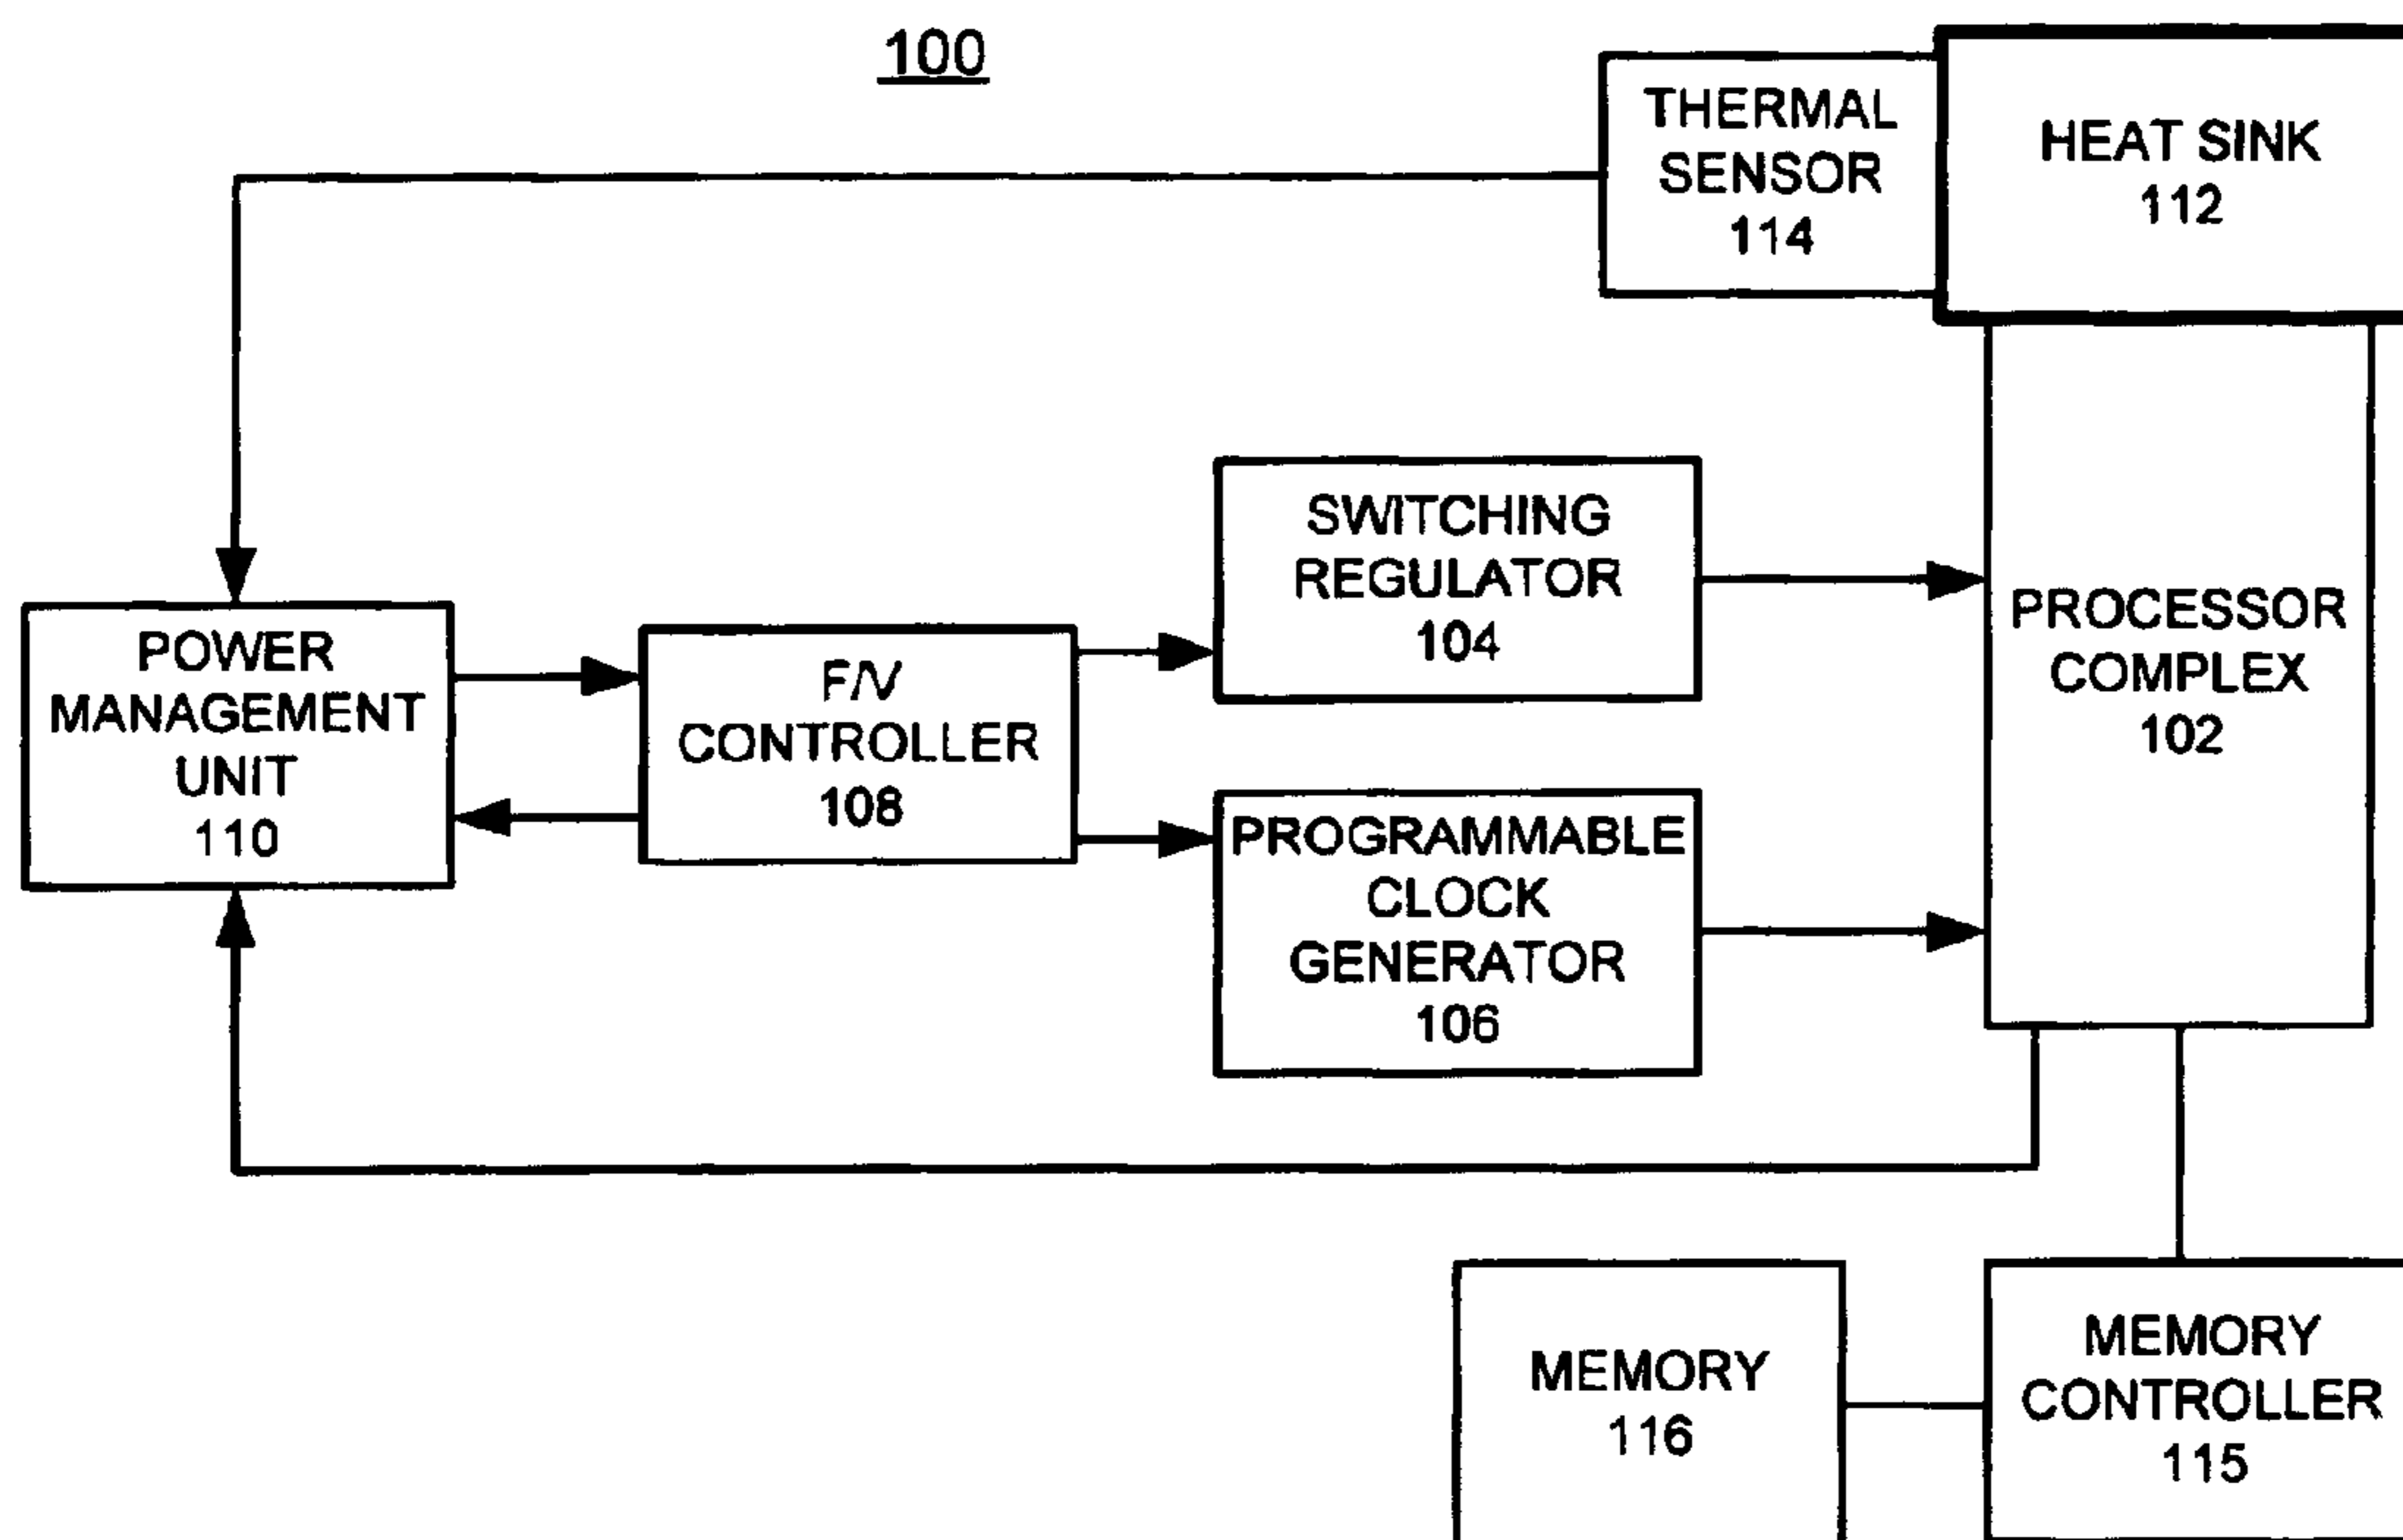 100
THERMAL
SENSOR
114
HEAT SINK
112
SWITCHING
REGULATOR
104
PROCESSOR
COMPLEX
102
POWER
MANAGEMENT
UNIT
110
F/V
CONTROLLER
108
PROGRAMMABLE
CLOCK
GENERATOR
106
MEMORY
116
MEMORY
CONTROLLER
115